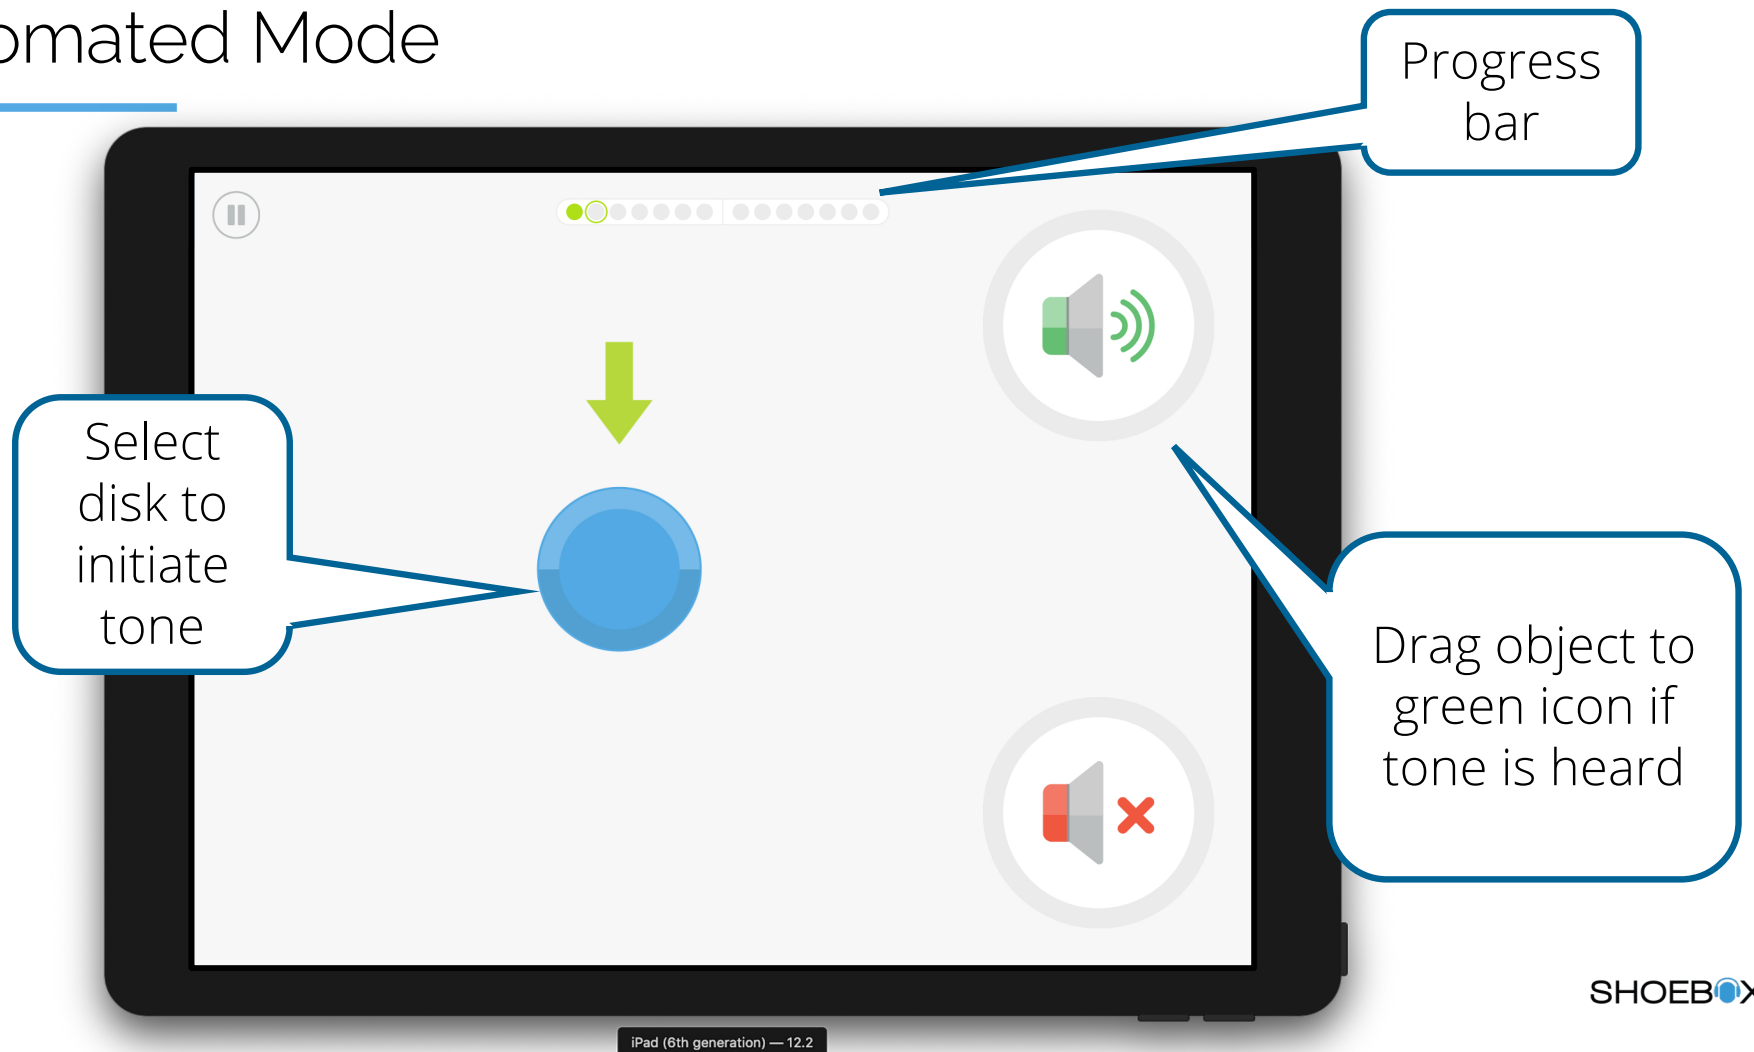 omated Mode
Progress
bar
Select
disk to
initiate
tone
Drag object to
green icon if
tone is heard
SHOEBOX
iPad (6th generation) — 12.2